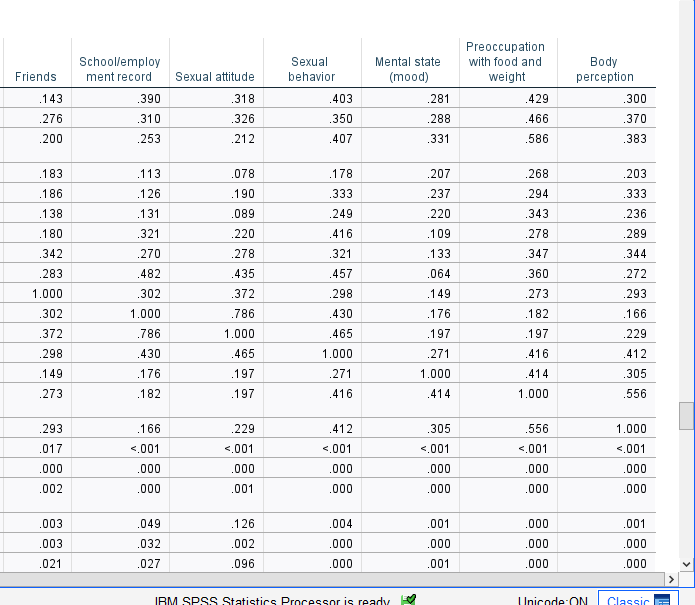 Friends School/employ ment record Sexual attitude Sexual behavior Mental state (mood) Preoccupation with food and weight Body perception
.143 .390 .318 .403 .281 .429 .300
.276 .310 .326 .350 .288 .466 .370
.200 .253 .212 .407 .331 .586 .383
.183 .113 .078 .178 .207 .268 .203
.186 .126 .190 .333 .237 .294 .333
.138 .131 .089 .249 .220 .343 .236
.180 .321 .220 .416 .109 .278 .289
.342 .270 .278 .321 .133 .347 .344
.283 .482 .435 .457 .064 .360 .272
1.000 .302 .372 .298 .149 .273 .293
.302 1.000 .786 .430 .176 .182 .166
.372 .786 1.000 .465 .197 .197 .229
.298 .430 .465 1.000 .271 .416 .412
.149 .176 .197 .271 1.000 .414 .305
.273 .182 .197 .416 .414 1.000 .556
.293 .166 .229 .412 .305 .556 1.000
.017 <.001 <.001 <.001 <.001 <.001 <.001
.000 .000 .000 .000 .000 .000 .000
.002 .000 .001 .000 .000 .000 .000
.003 .049 .126 .004 .001 .000 .001
.003 .032 .002 .000 .000 .000 .000
.021 .027 .096 .000 .001 .000 .000
IBM SPSS Statistics Processor is ready Unicode:ON Classic